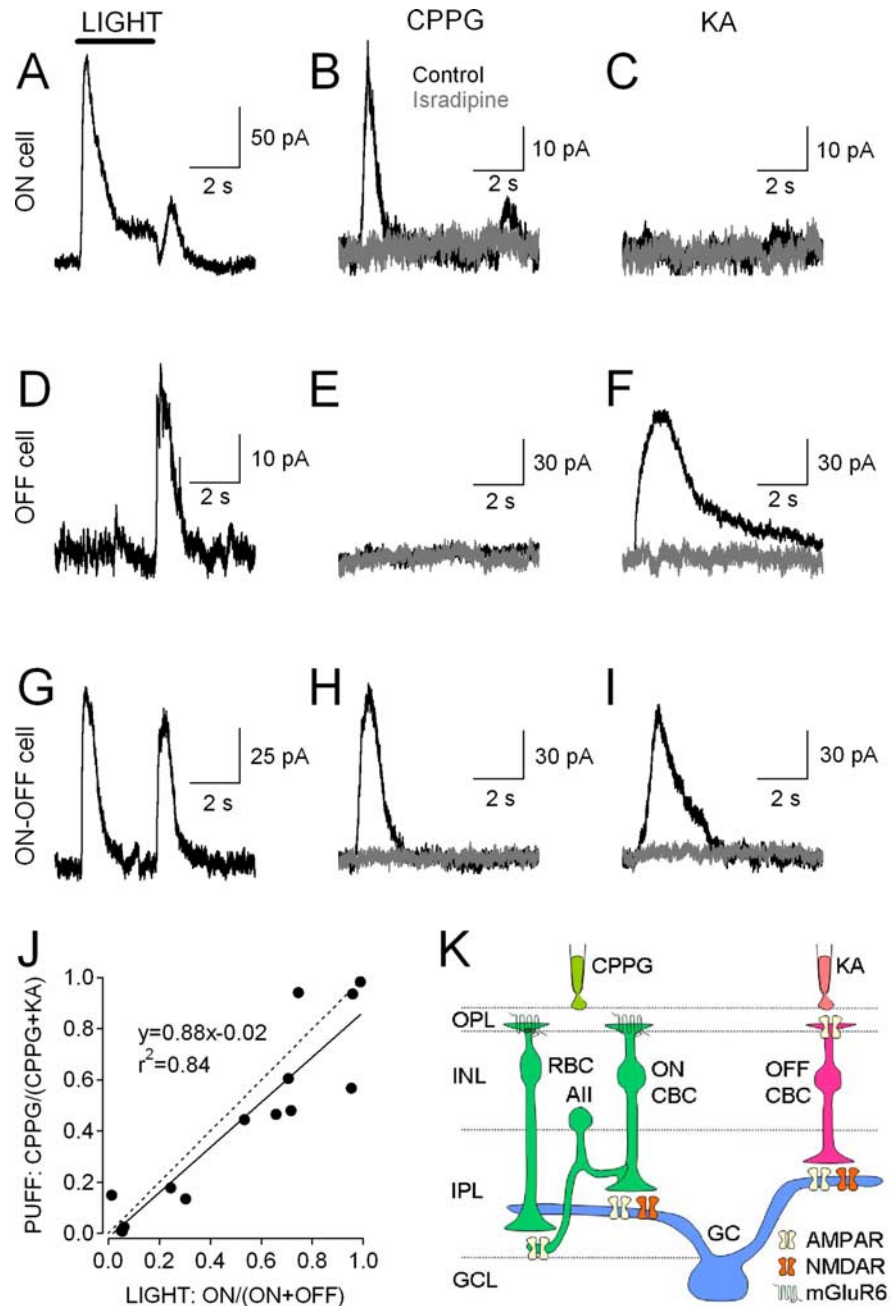 LIGHT
CPPG
KA
A
B
C
Control
Isradipine
ON cell
50 pA
2 s
10 pA
2 s
10 pA
2 s
D
E
F
OFF cell
10 pA
2 s
30 pA
2 s
30 pA
2 s
G
H
I
ON-OFF cell
25 pA
2 s
30 pA
2 s
30 pA
2 s
J
PUFF: CPPG/(CPPG+KA)
1.0
0.8
0.6
0.4
0.2
0.0
y=0.88x-0.02
r²=0.84
0.0 0.2 0.4 0.6 0.8 1.0
LIGHT: ON/(ON+OFF)
K
CPPG
KA
OPL
INL
IPL
GCL
RBC
AII
ON
CBC
OFF
CBC
GC
AMPAR
NMDAR
mGluR6